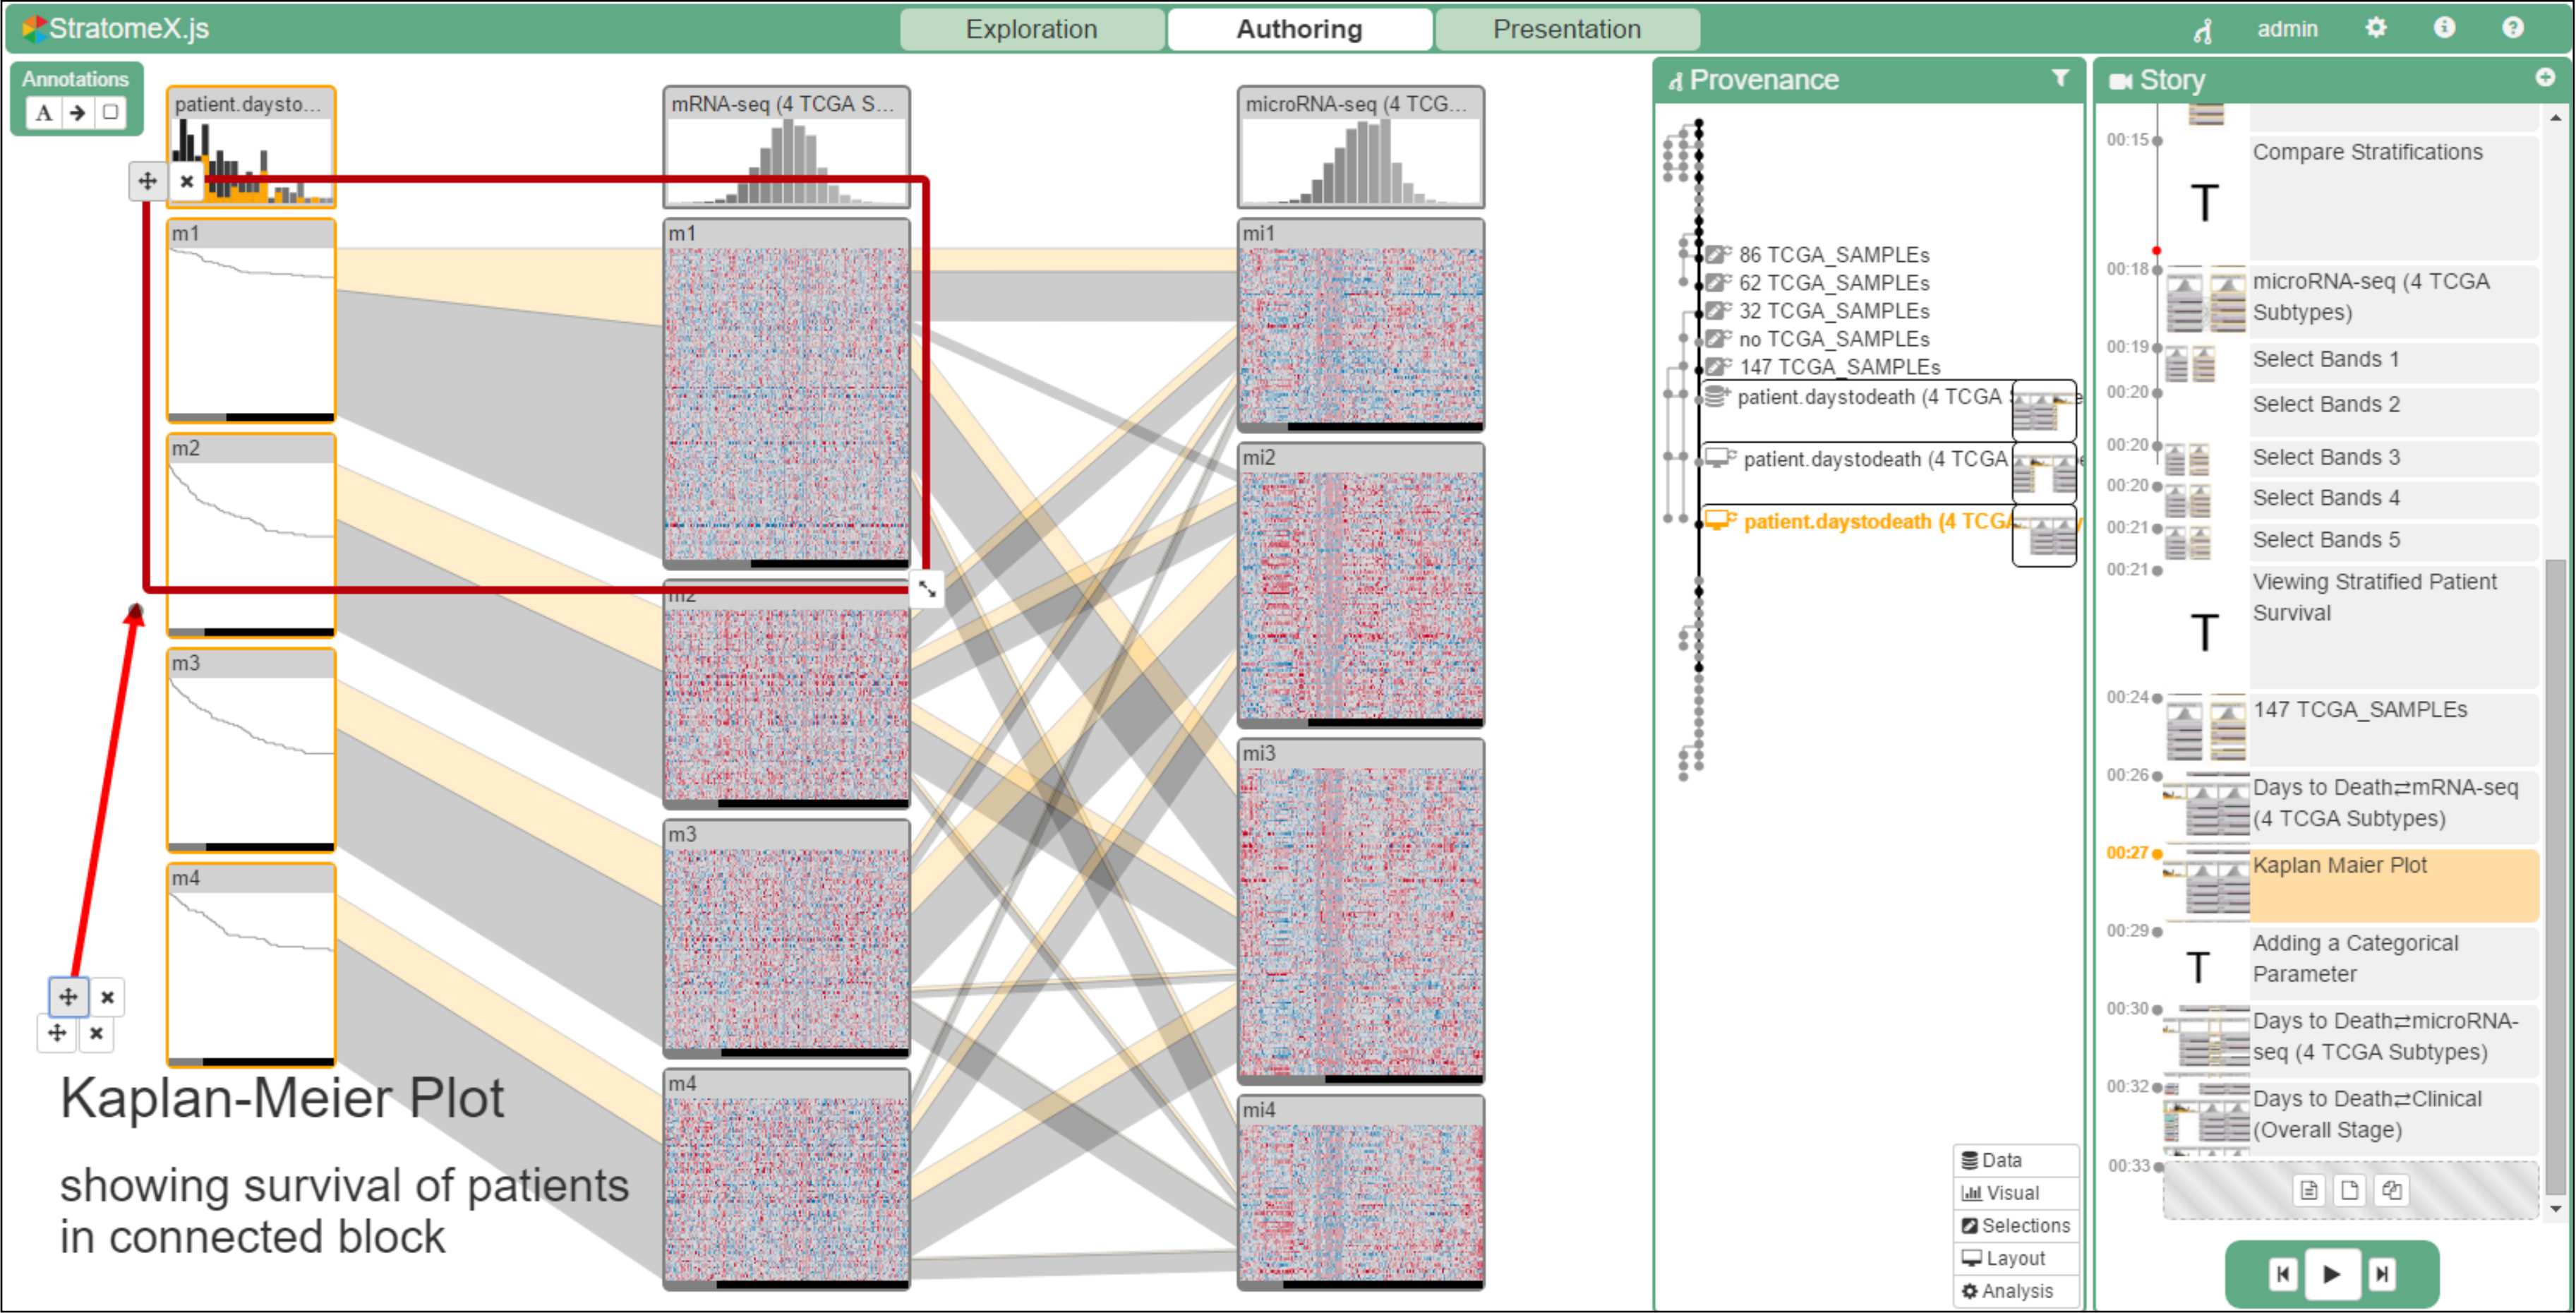 StratomeX.js
Exploration
Authoring
Presentation
admin
Annotations
A
patient.daysto...
m1
m2
m3
m4
mRNA-seq (4 TCGA S...
m1
m2
m3
m4
microRNA-seq (4 TCG...
mi1
mi2
mi3
mi4
Kaplan-Meier Plot
showing survival of patients
in connected block
Provenance
86 TCGA_SAMPLEs
62 TCGA_SAMPLEs
32 TCGA_SAMPLEs
no TCGA_SAMPLEs
147 TCGA_SAMPLEs
patient.daystodeath (4 TCGA
patient.daystodeath (4 TCGA
patient.daystodeath (4 TCGA
Data
Visual
Selections
Layout
Analysis
Story
00:15
Compare Stratifications
T
00:18
microRNA-seq (4 TCGA
Subtypes)
00:19
Select Bands 1
00:20
Select Bands 2
00:20
Select Bands 3
00:20
Select Bands 4
00:21
Select Bands 5
00:21
Viewing Stratified Patient
Survival
T
00:24
147 TCGA_SAMPLEs
00:26
Days to Death⇄mRNA-seq
(4 TCGA Subtypes)
00:27
Kaplan Maier Plot
00:29
Adding a Categorical
Parameter
T
00:30
Days to Death⇄microRNA-
seq (4 TCGA Subtypes)
00:32
Days to Death⇄Clinical
(Overall Stage)
00:33